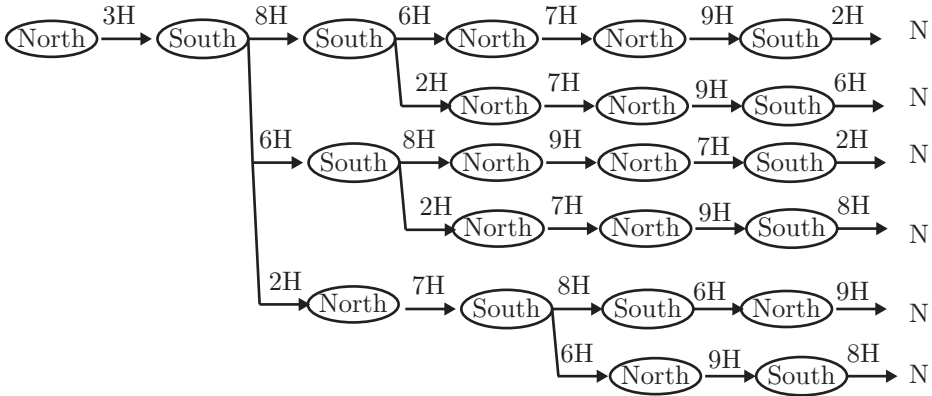 North 3H South 8H South 6H North 7H North 9H South 2H N
2H North 7H North 9H South 6H N
6H South 8H North 9H North 7H South 2H N
2H North 7H North 9H South 8H N
2H North 7H South 8H South 6H North 9H N
6H North 9H South 8H N